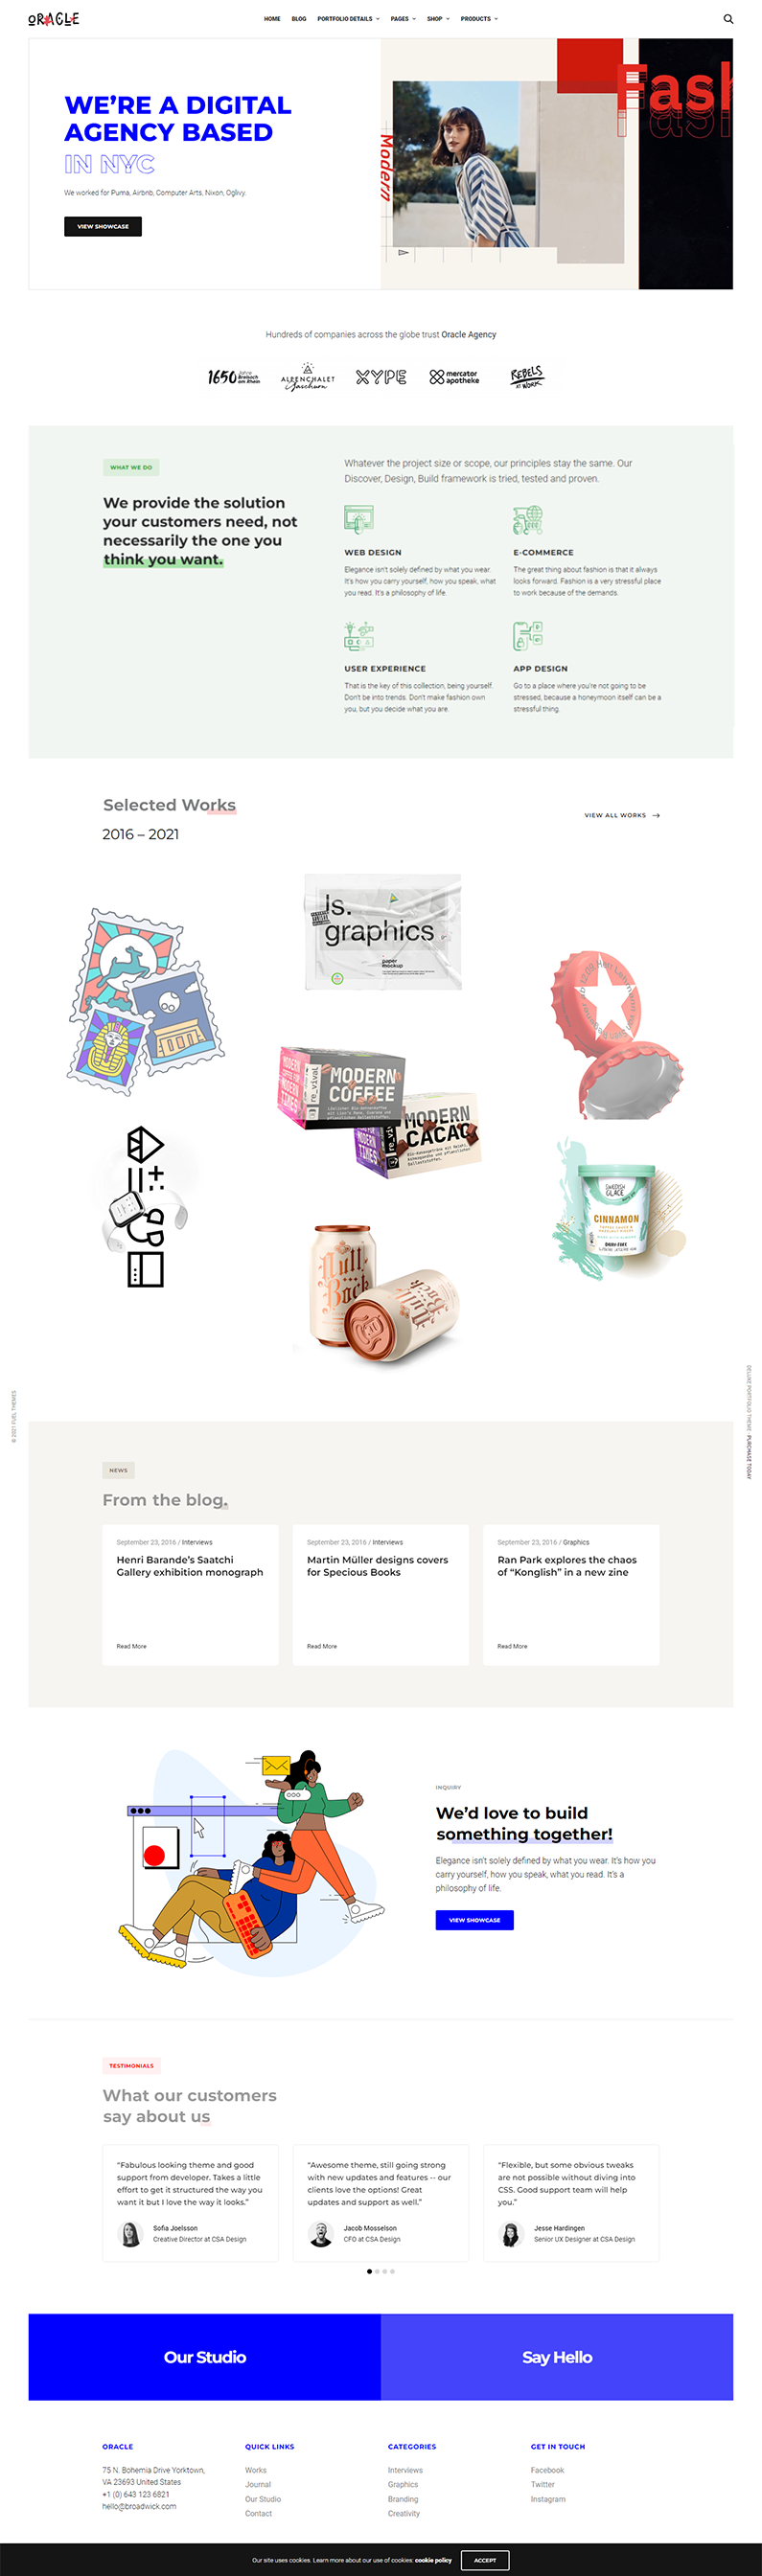 ORACLE
HOME
BLOG
PORTFOLIO DETAILS
PAGES
SHOP
PRODUCTS
WE'RE A DIGITAL
AGENCY BASED
IN NYC
We worked for Puma, Airbnb, Computer Arts, Nixon, Ogilvy.
VIEW SHOWCASE
Modern
Fash
Hundreds of companies across the globe trust Oracle Agency
1650 Jahre
Breisach
am Rhein
ALPENCHALET
Gaschurn
XYPE
mercator
apotheke
REBELS
AT WORK
WHAT WE DO
We provide the solution
your customers need, not
necessarily the one you
think you want.
Whatever the project size or scope, our principles stay the same. Our
Discover, Design, Build framework is tried, tested and proven.
WEB DESIGN
Elegance isn't solely defined by what you wear.
It's how you carry yourself, how you speak, what
you read. It's a philosophy of life.
E-COMMERCE
The great thing about fashion is that it always
looks forward. Fashion is a very stressful place
to work because of the demands.
USER EXPERIENCE
That is the key of this collection, being yourself.
Don't be into trends. Don't make fashion own
you, but you decide what you are.
APP DESIGN
Go to a place where you're not going to be
stressed, because a honeymoon itself can be a
stressful thing.
Selected Works
2016 – 2021
VIEW ALL WORKS
ls.
graphics
paper
mockup
re_vival
MODERN
COFFEE
MODERN
CACAO
SWEDISH
GLACE
CINNAMON
Null
Bock
© 2021 FUEL THEMES
DELUXE PORTFOLIO THEME - PURCHASE TODAY
NEWS
From the blog.
September 23, 2016 / Interviews
Henri Barande's Saatchi
Gallery exhibition monograph
Read More
September 23, 2016 / Interviews
Martin Müller designs covers
for Specious Books
Read More
September 23, 2016 / Graphics
Ran Park explores the chaos
of “Konglish” in a new zine
Read More
INQUIRY
We'd love to build
something together!
Elegance isn't solely defined by what you wear. It's how you
carry yourself, how you speak, what you read. It's a
philosophy of life.
VIEW SHOWCASE
TESTIMONIALS
What our customers
say about us
“Fabulous looking theme and good
support from developer. Takes a little
effort to get it structured the way you
want it but I love the way it looks.”
Sofia Joelsson
Creative Director at CSA Design
“Awesome theme, still going strong
with new updates and features -- our
clients love the options! Great
updates and support as well.”
Jacob Mosselson
CFO at CSA Design
“Flexible, but some obvious tweaks
are not possible without diving into
CSS. Good support team will help
you.”
Jesse Hardingen
Senior UX Designer at CSA Design
Our Studio
Say Hello
ORACLE
75 N. Bohemia Drive Yorktown,
VA 23693 United States
+1 (0) 643 123 6821
hello@broadwick.com
QUICK LINKS
Works
Journal
Our Studio
Contact
CATEGORIES
Interviews
Graphics
Branding
Creativity
GET IN TOUCH
Facebook
Twitter
Instagram
Our site uses cookies. Learn more about our use of cookies: cookie policy
ACCEPT